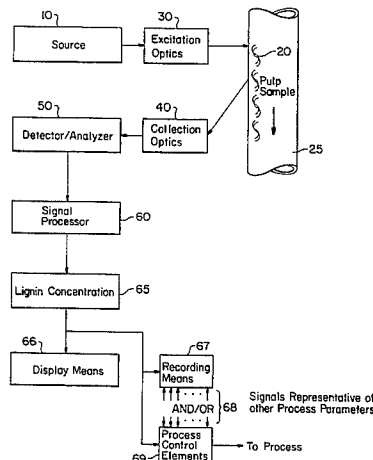 10
Source
30
Excitation
Optics
20
Pulp
Sample
25
50
Detector/Analyzer
40
Collection
Optics
Signal
Processor
60
Lignin Concentration
65
66
Display Means
67
Recording
Means
AND/OR
68
Signals Representative of
other Process Parameters
Process
Control
Elements
69
To Process